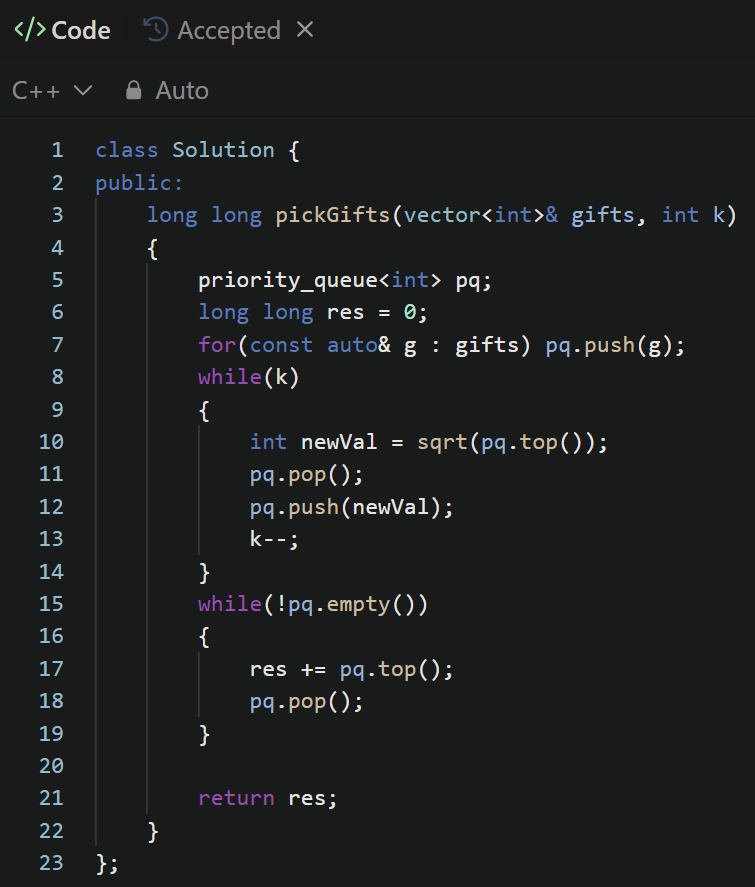 </> Code Accepted ×
C++ Auto
1 class Solution {
2 public:
3     long long pickGifts(vector<int>& gifts, int k)
4     {
5         priority_queue<int> pq;
6         long long res = 0;
7         for(const auto& g : gifts) pq.push(g);
8         while(k)
9         {
10             int newVal = sqrt(pq.top());
11             pq.pop();
12             pq.push(newVal);
13             k--;
14         }
15         while(!pq.empty())
16         {
17             res += pq.top();
18             pq.pop();
19         }
20
21         return res;
22     }
23 };